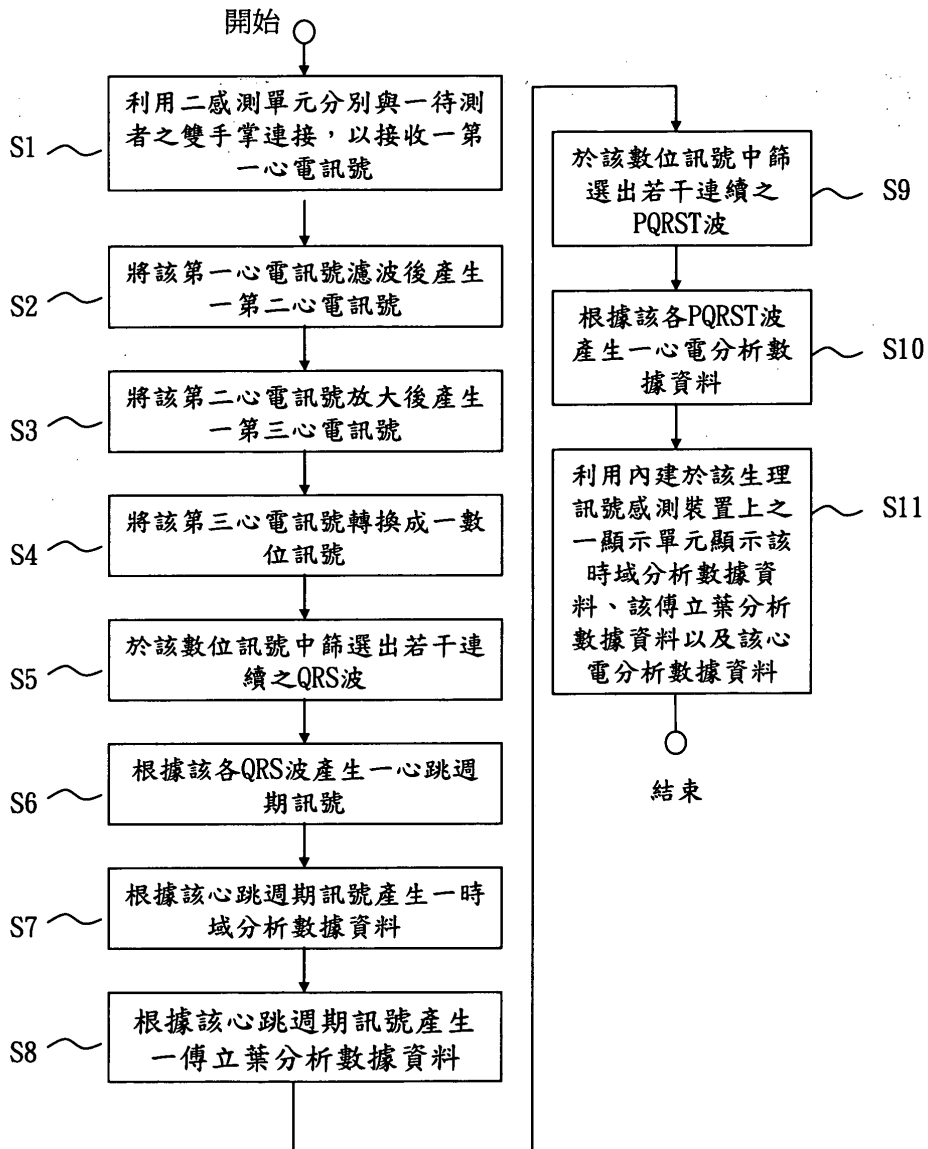 開始
S1
利用二感測單元分別與一待測
者之雙手掌連接，以接收一第
一心電訊號
S2
將該第一心電訊號濾波後產生
一第二心電訊號
S3
將該第二心電訊號放大後產生
一第三心電訊號
S4
將該第三心電訊號轉換成一數
位訊號
S5
於該數位訊號中篩選出若干連
續之QRS波
S6
根據該各QRS波產生一心跳週
期訊號
S7
根據該心跳週期訊號產生一時
域分析數據資料
S8
根據該心跳週期訊號產生
一傅立葉分析數據資料
於該數位訊號中篩
選出若干連續之
PQRST波
S9
根據該各PQRST波
產生一心電分析數
據資料
S10
利用內建於該生理
訊號感測裝置上之
一顯示單元顯示該
時域分析數據資
料、該傅立葉分析
數據資料以及該心
電分析數據資料
S11
結束